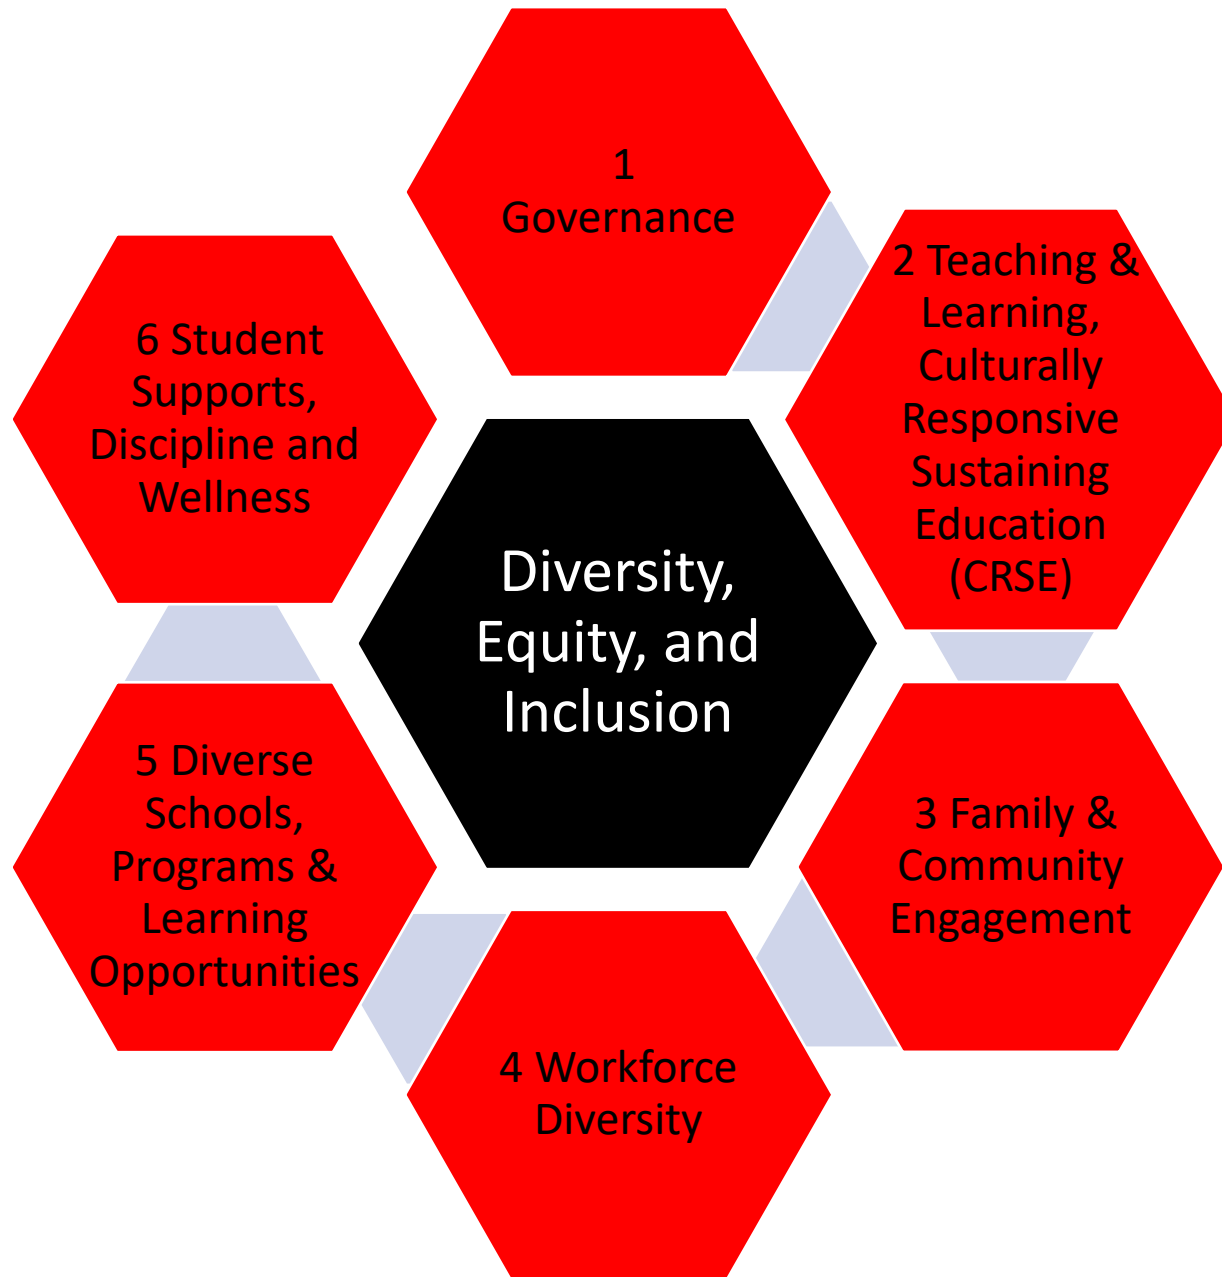 1
Governance
2 Teaching &
Learning,
Culturally
Responsive
Sustaining
Education
(CRSE)
3 Family &
Community
Engagement
4 Workforce
Diversity
5 Diverse
Schools,
Programs &
Learning
Opportunities
6 Student
Supports,
Discipline and
Wellness
Diversity,
Equity, and
Inclusion